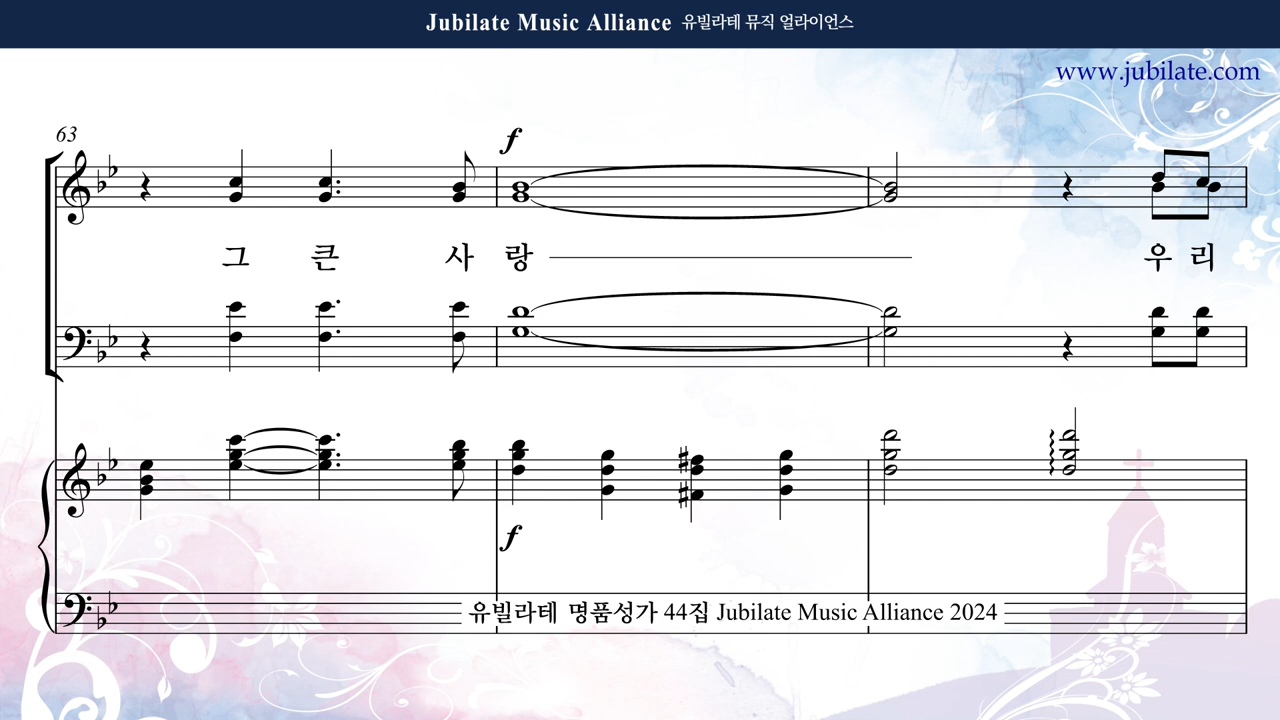 Jubilate Music Alliance 유빌라테 뮤직 얼라이언스
www.jubilate.com
63
f
그 큰 사 랑 우 리
f
유빌라테 명품성가 44집 Jubilate Music Alliance 2024